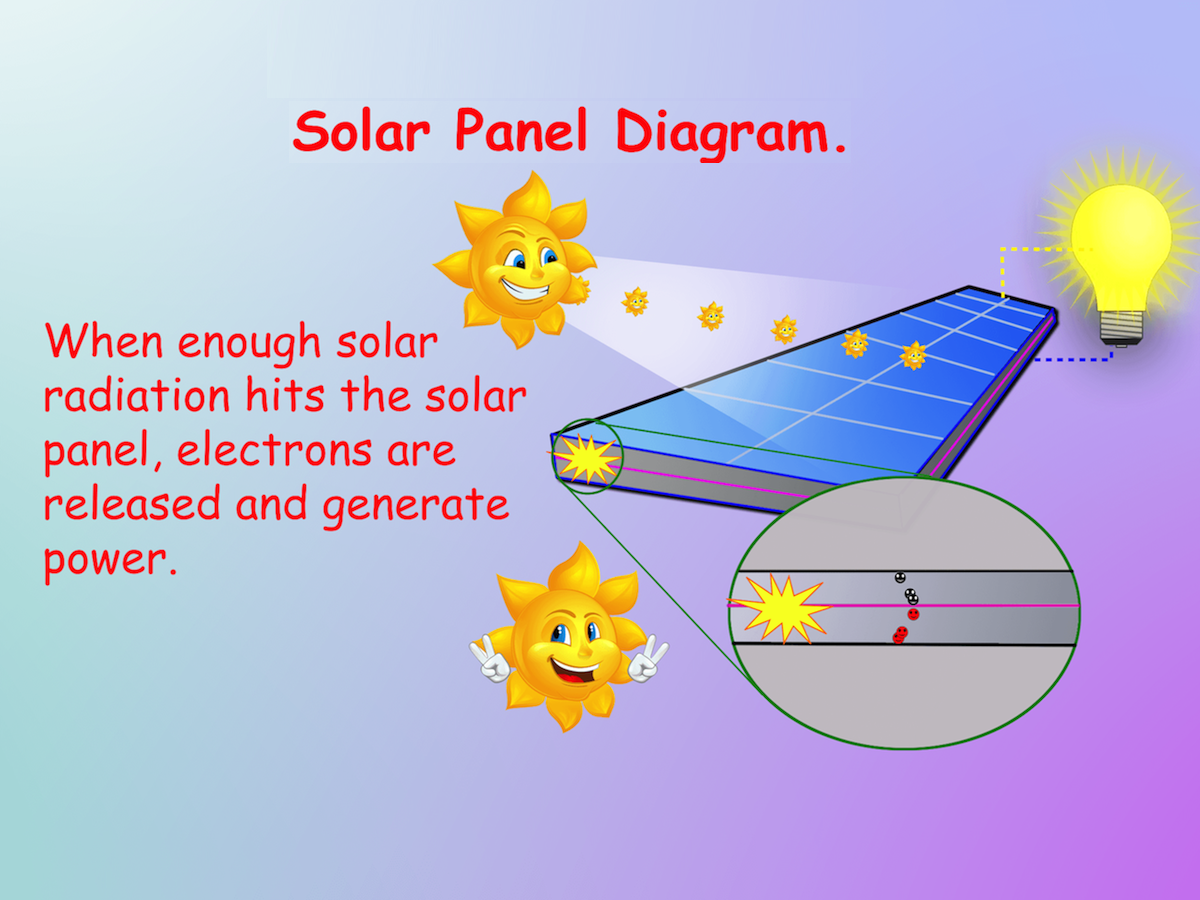 Solar Panel Diagram.
When enough solar
radiation hits the solar
panel, electrons are
released and generate
power.